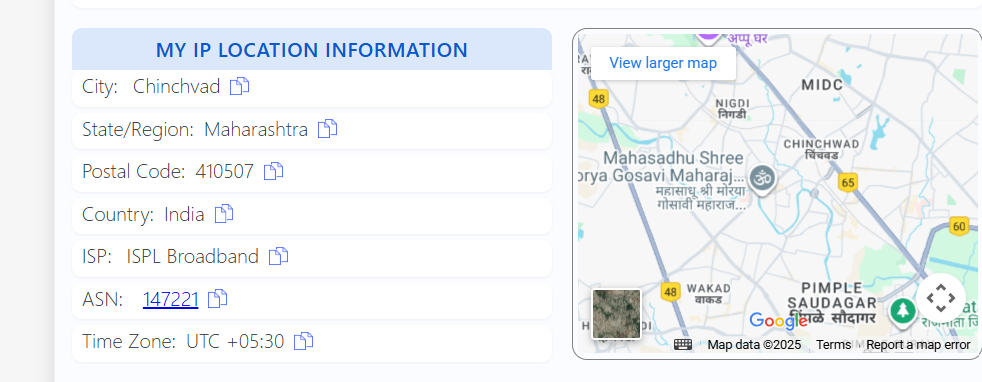 MY IP LOCATION INFORMATION
City: Chinchvad
State/Region: Maharashtra
Postal Code: 410507
Country: India
ISP: ISPL Broadband
ASN: 147221
Time Zone: UTC +05:30
अप्पू घर
View larger map
MIDC
48
NIGDI
निगडी
CHINCHWAD
चिंचवड
Mahasadhu Shree
orya Gosavi Maharaj...
महासाधू श्री मोरया
गोसावी महाराज...
65
60
48
WAKAD
वाकड
PIMPLE
SAUDAGAR
पिंपळे सौदागर
Google
Map data ©2025 Terms Report a map error